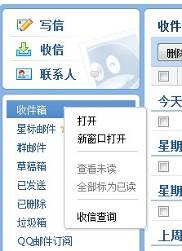 写信
收信
联系人
收件箱
星标邮件
群邮件
草稿箱
已发送
已删除
垃圾箱
QQ邮件订阅
打开
新窗口打开
查看未读
全部标为已读
收信查询
收件
删除
今天
星期
星期
上周